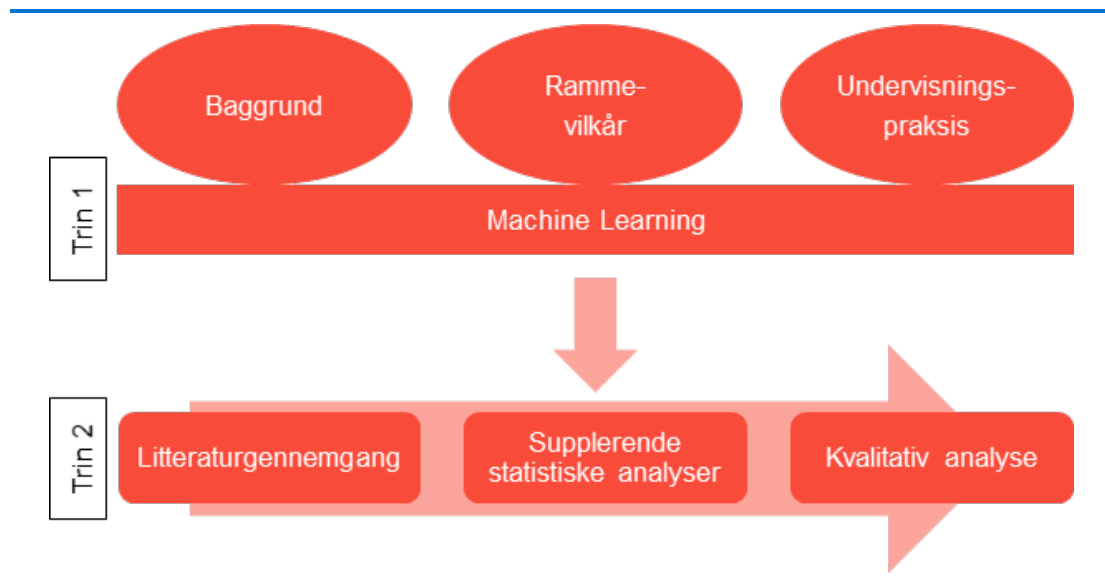 Baggrund
Ramme-
vilkår
Undervisnings-
praksis
Trin 1
Machine Learning
Trin 2
Litteraturgennemgang
Supplerende
statistiske analyser
Kvalitativ analyse